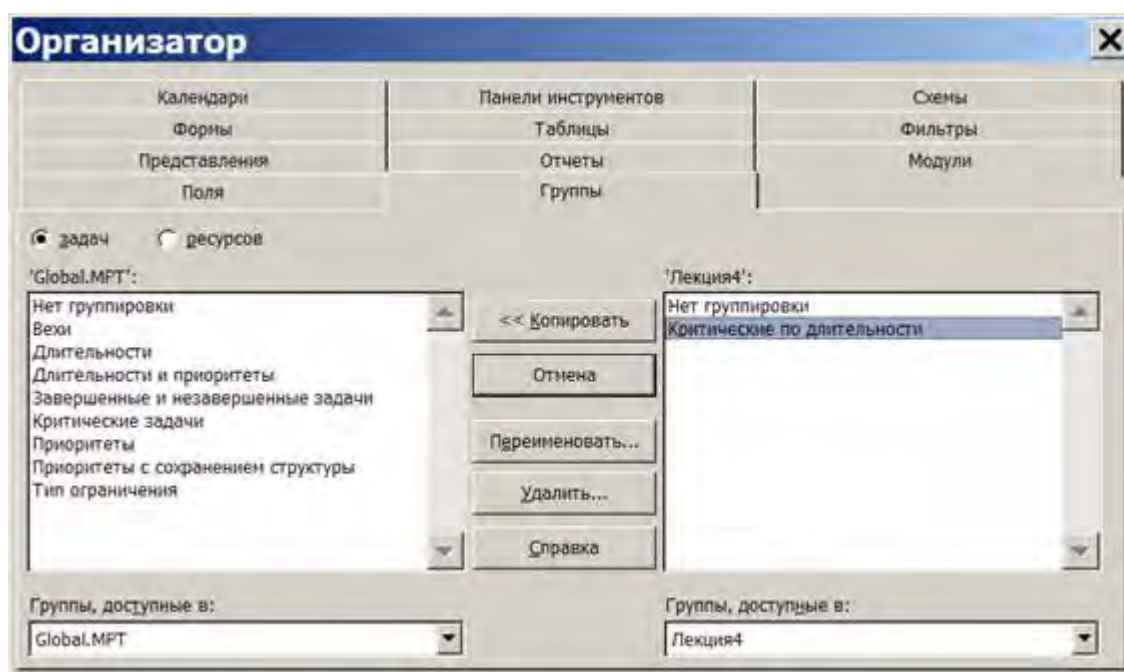 Организатор
Календари Панели инструментов Схемы
Формы Таблицы Фильтры
Представления Отчеты Модули
Поля Группы
задач ресурсов
'Global.MPT': 'Лекция4':
Нет группировки
Вехи
Длительности
Длительности и приоритеты
Завершенные и незавершенные задачи
Критические задачи
Приоритеты
Приоритеты с сохранением структуры
Тип ограничения
<< Копировать
Отмена
Переименовать...
Удалить...
Справка
Нет группировки
Критические по длительности
Группы, доступные в: Группы, доступные в:
Global.MPT Лекция4